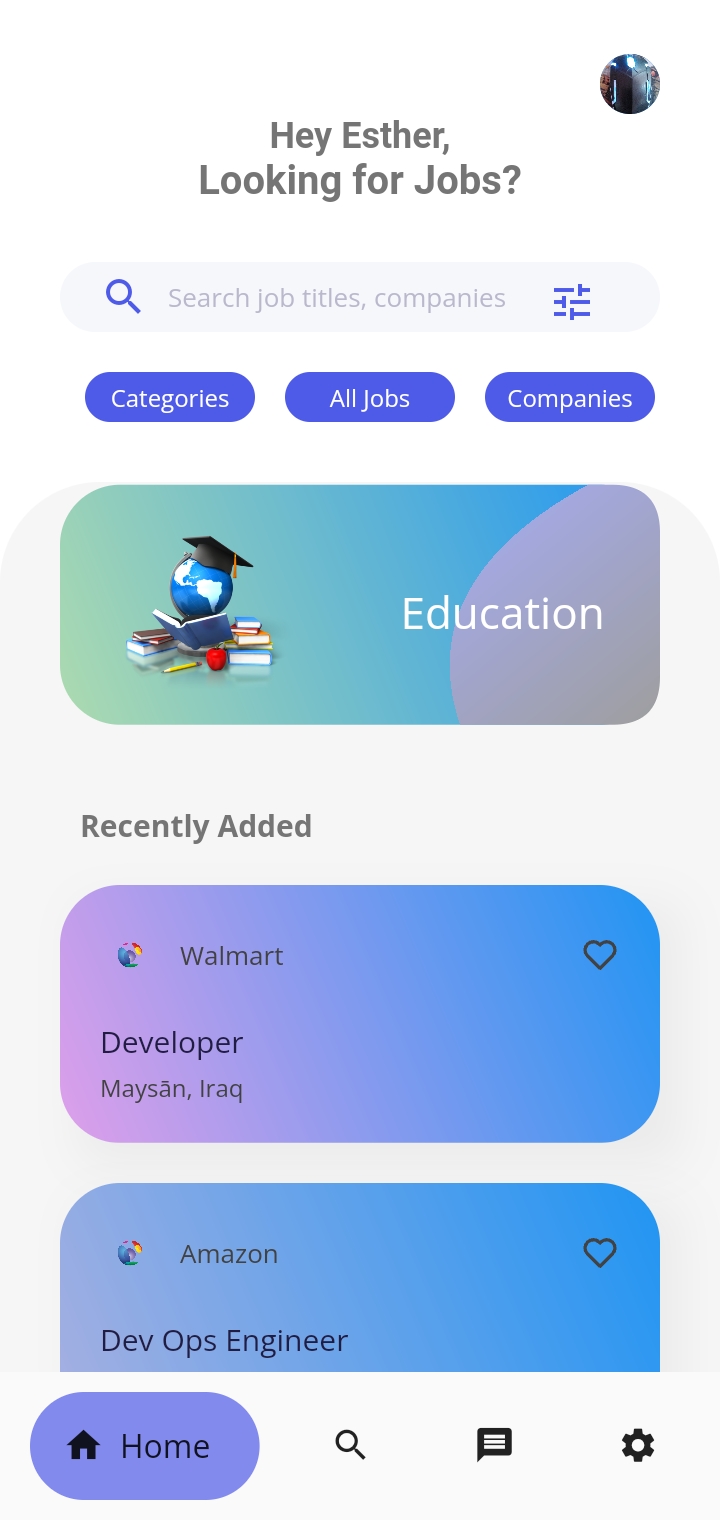 Hey Esther,
Looking for Jobs?
Search job titles, companies
Categories
All Jobs
Companies
Education
Recently Added
Walmart
Developer
Maysān, Iraq
Amazon
Dev Ops Engineer
Home